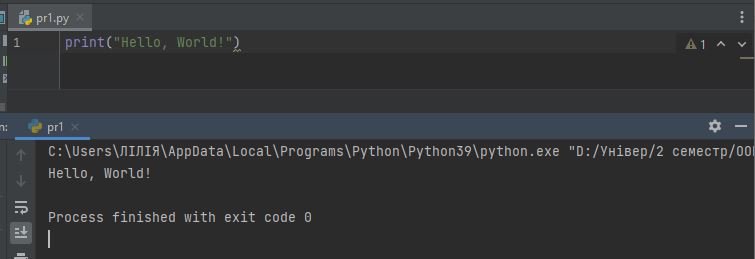 pr1.py
1
print("Hello, World!")
1
n:
pr1
C:\Users\ЛІЛІЯ\AppData\Local\Programs\Python\Python39\python.exe "D:/Універ/2 семестр/ООП
Hello, World!
Process finished with exit code 0